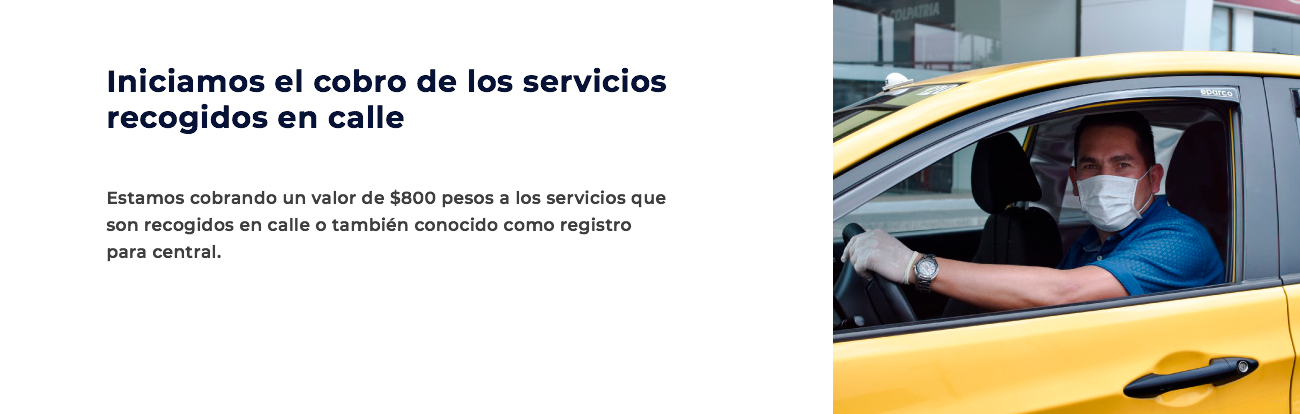 Iniciamos el cobro de los servicios
recogidos en calle
Estamos cobrando un valor de $800 pesos a los servicios que
son recogidos en calle o también conocido como registro
para central.
COLPATRIA
sparco